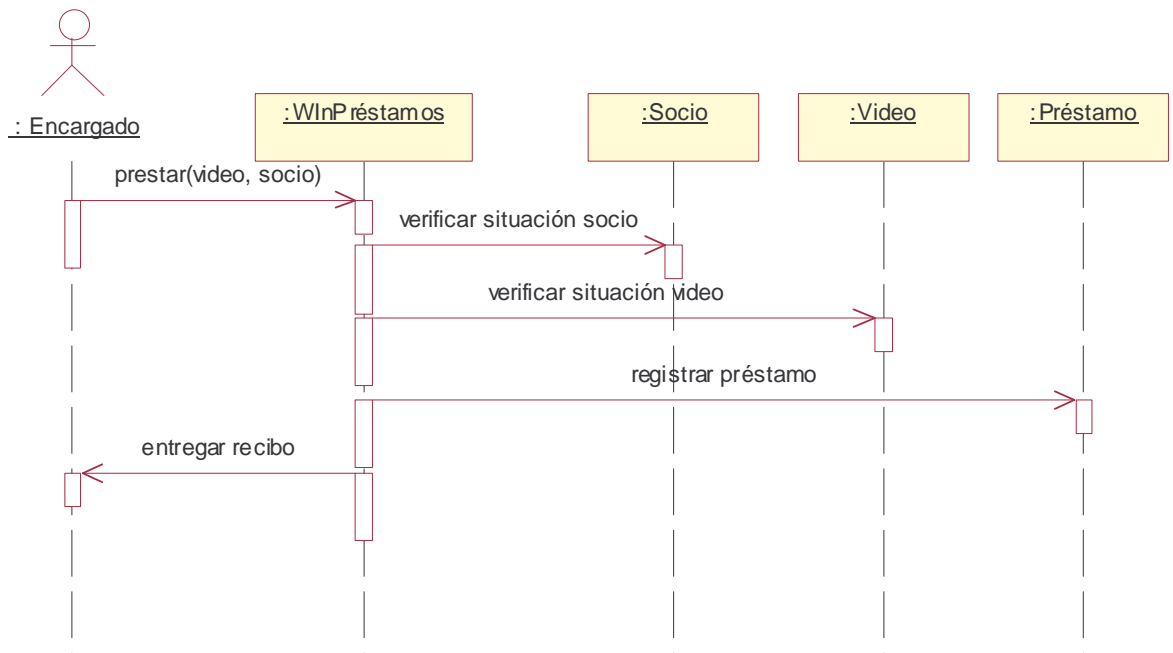 : Encargado
:WInPréstamos
:Socio
:Video
:Préstamo
prestar(video, socio)
verificar situación socio
verificar situación video
registrar préstamo
entregar recibo